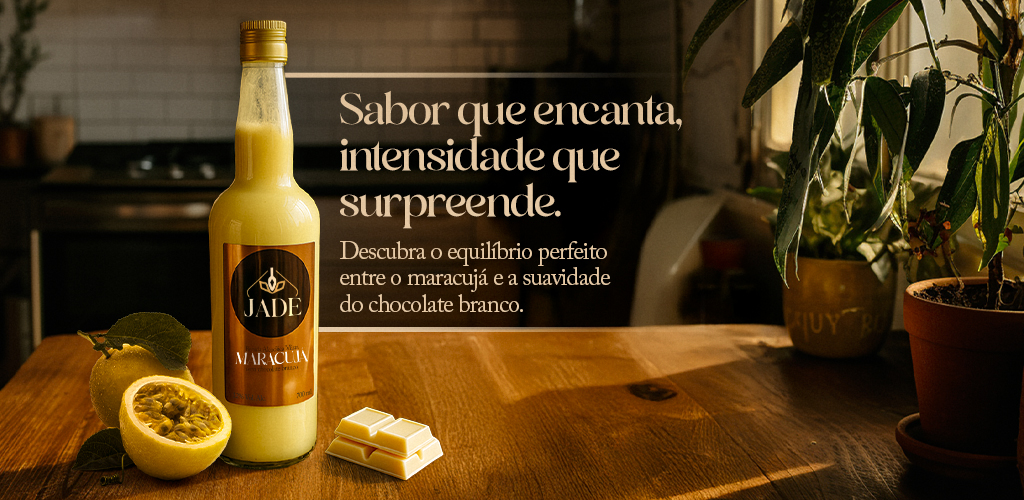 Sabor que encanta,
intensidade que
surpreende.
Descubra o equilíbrio perfeito
entre o maracujá e a suavidade
do chocolate branco.
JADE
MARACUJÁ